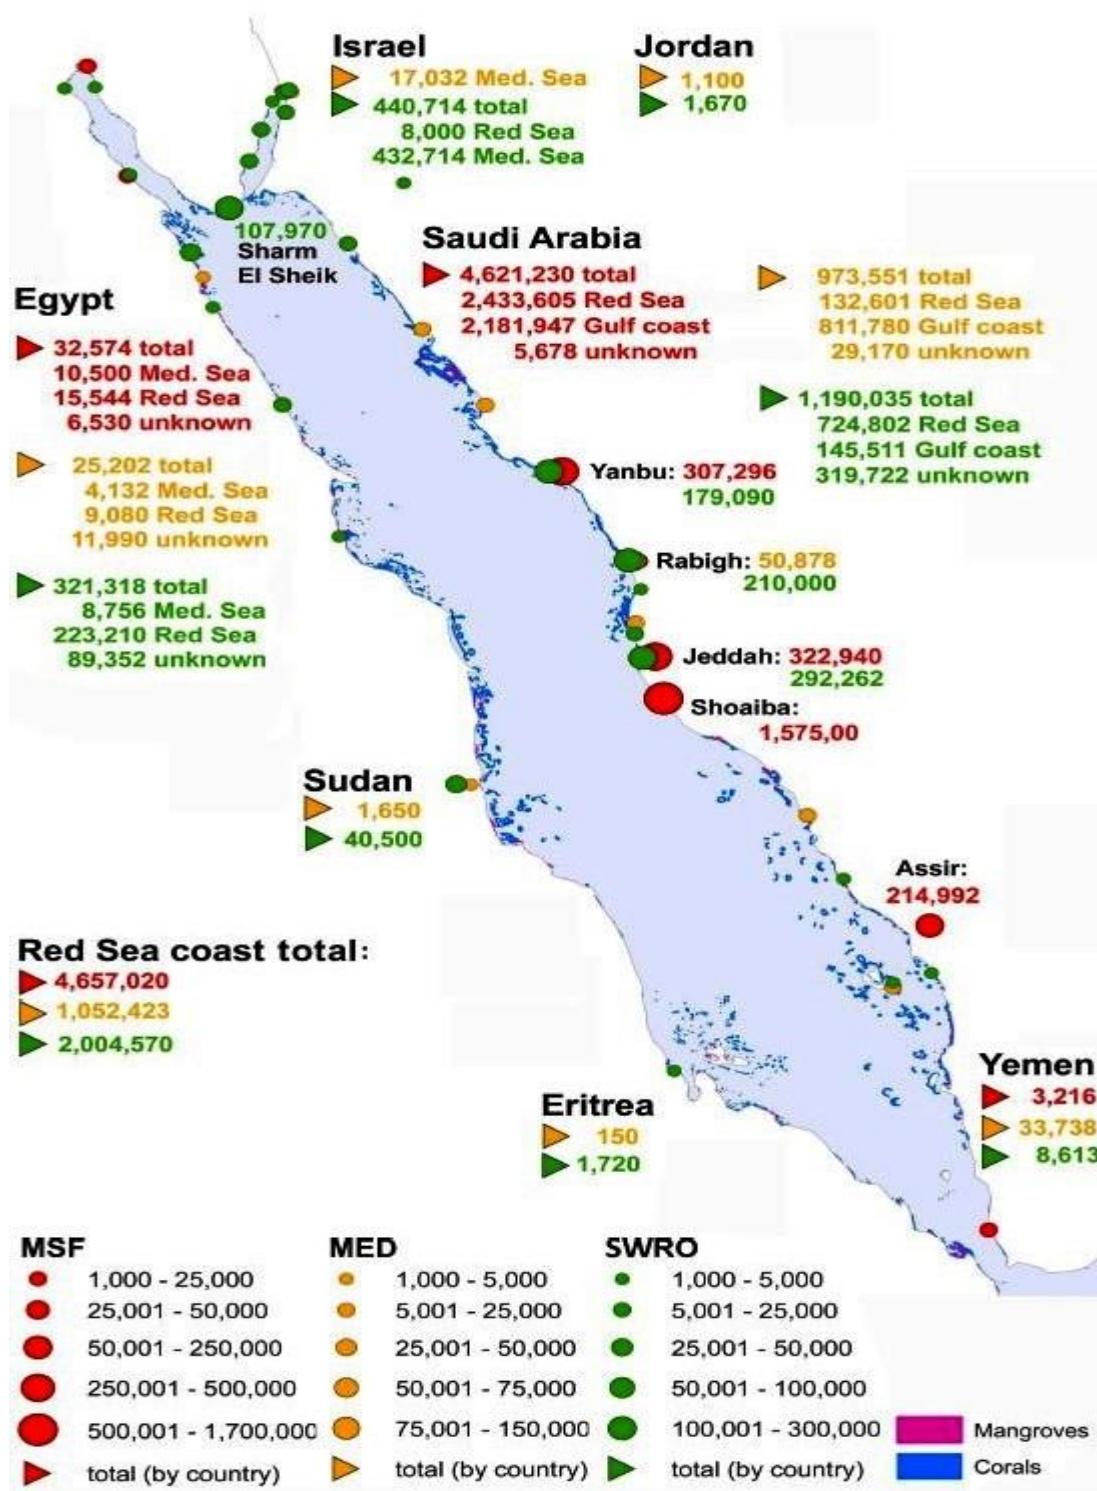 Israel
17,032 Med. Sea
440,714 total
8,000 Red Sea
432,714 Med. Sea
Jordan
1,100
1,670
107,970
Sharm
El Sheik
Saudi Arabia
4,621,230 total
2,433,605 Red Sea
2,181,947 Gulf coast
5,678 unknown
973,551 total
132,601 Red Sea
811,780 Gulf coast
29,170 unknown
1,190,035 total
724,802 Red Sea
145,511 Gulf coast
319,722 unknown
Egypt
32,574 total
10,500 Med. Sea
15,544 Red Sea
6,530 unknown
25,202 total
4,132 Med. Sea
9,080 Red Sea
11,990 unknown
321,318 total
8,756 Med. Sea
223,210 Red Sea
89,352 unknown
Yanbu: 307,296
179,090
Rabigh: 50,878
210,000
Jeddah: 322,940
292,262
Shoaiba:
1,575,00
Sudan
1,650
40,500
Assir:
214,992
Red Sea coast total:
4,657,020
1,052,423
2,004,570
Eritrea
150
1,720
Yemen
3,216
33,738
8,613
MSF
1,000 - 25,000
25,001 - 50,000
50,001 - 250,000
250,001 - 500,000
500,001 - 1,700,000
total (by country)
MED
1,000 - 5,000
5,001 - 25,000
25,001 - 50,000
50,001 - 75,000
75,001 - 150,000
total (by country)
SWRO
1,000 - 5,000
5,001 - 25,000
25,001 - 50,000
50,001 - 100,000
100,001 - 300,000
total (by country)
Mangroves
Corals